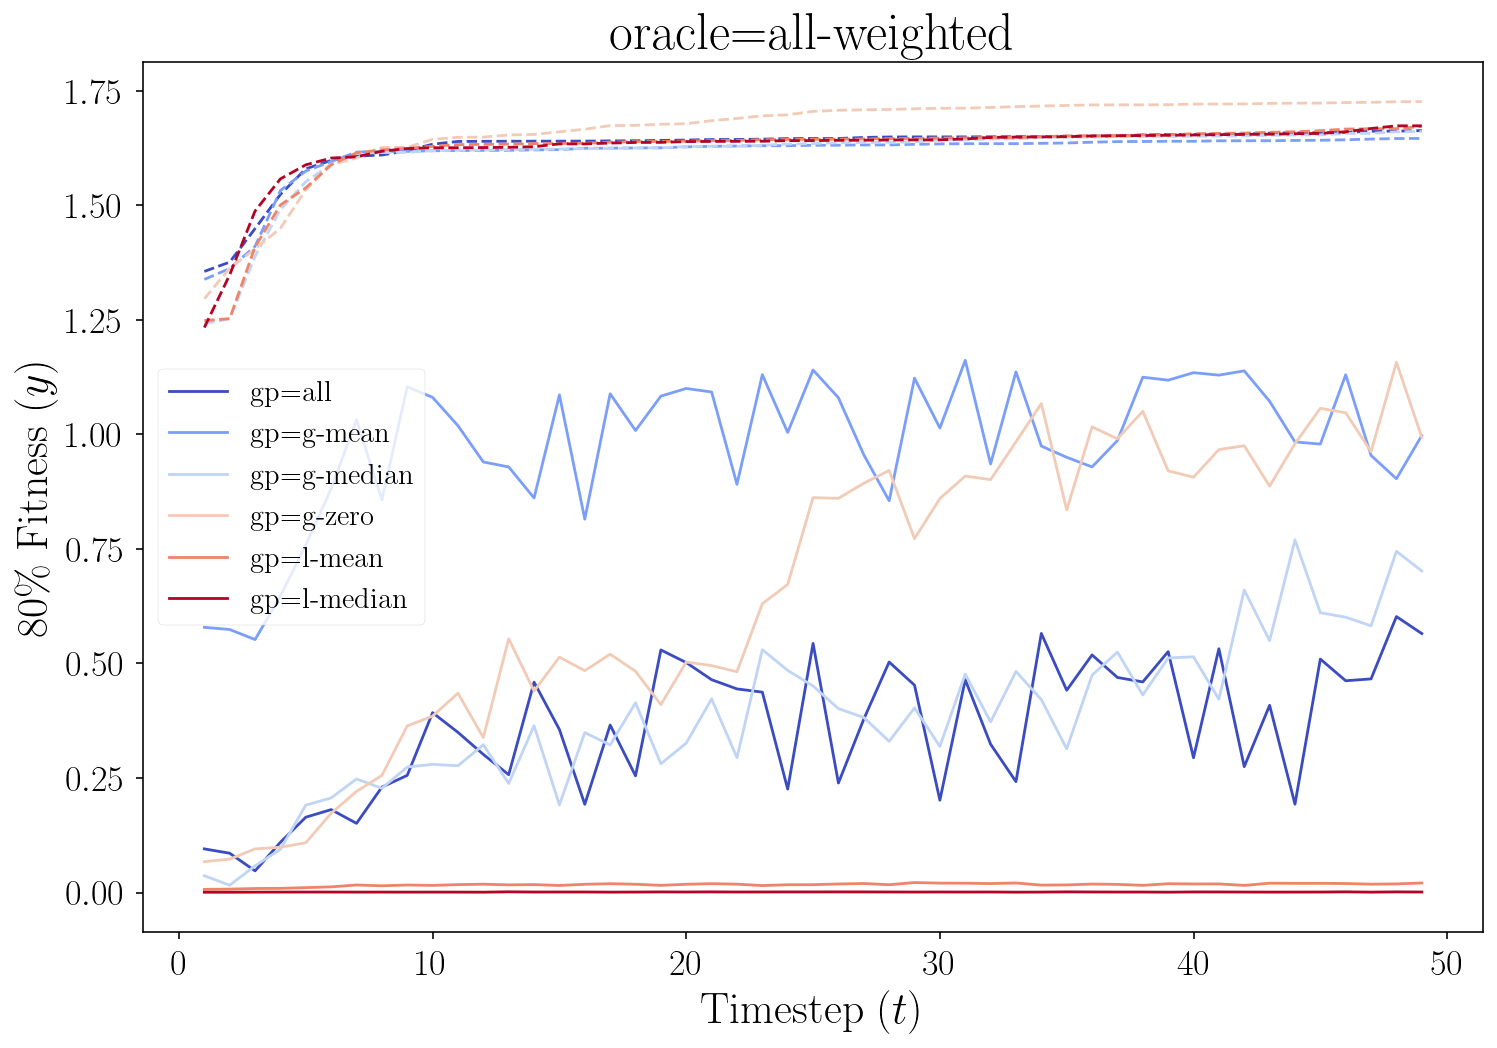 oracle=all-weighted
80% Fitness (y)
1.75
1.50
1.25
1.00
0.75
0.50
0.25
0.00
gp=all
gp=g-mean
gp=g-median
gp=g-zero
gp=l-mean
gp=l-median
0
10
20
30
40
50
Timestep (t)